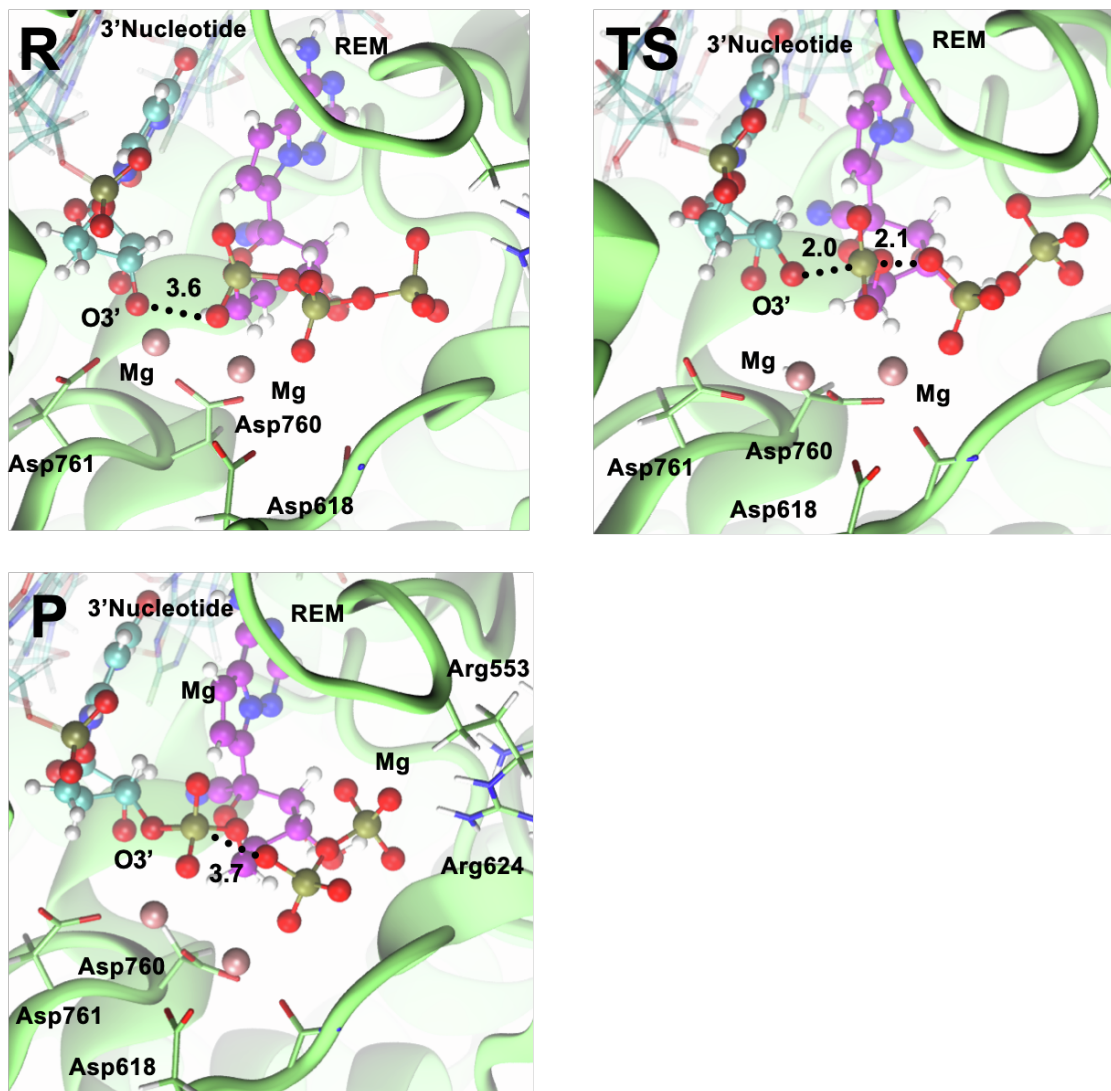 R
3'Nucleotide
REM
3.6
O3'
Mg
Mg
Asp760
Asp761
Asp618
TS
3'Nucleotide
REM
2.0
2.1
O3'
Mg
Mg
Asp760
Asp761
Asp618
P
3'Nucleotide
REM
Arg553
Mg
Mg
O3'
3.7
Arg624
Asp760
Asp761
Asp618